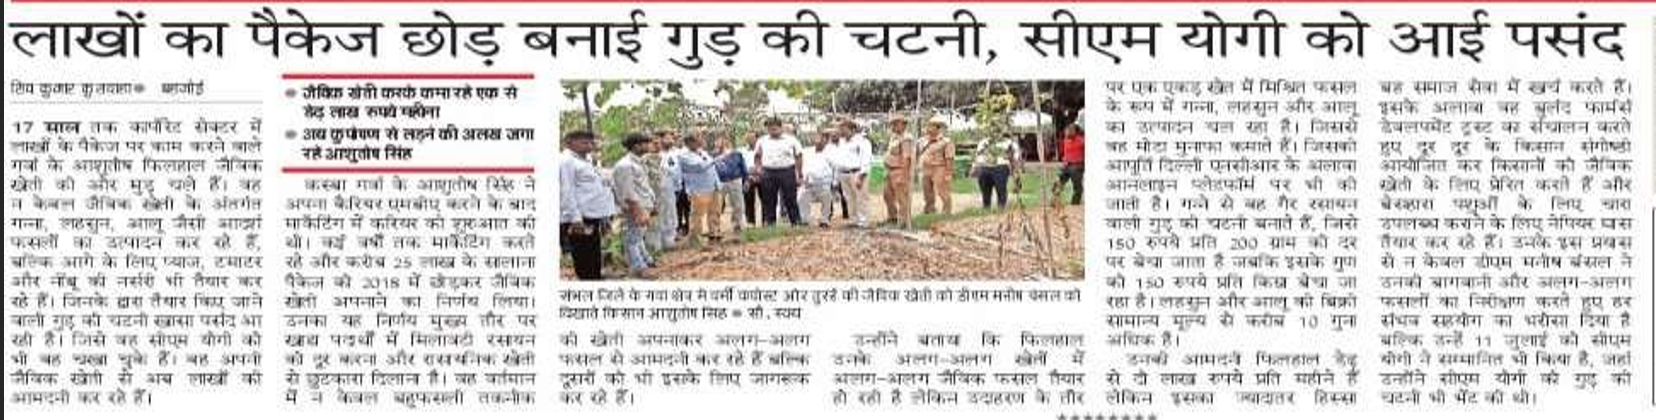 लाखों का पैकेज छोड़ बनाई गुड़ की चटनी, सीएम योगी को आई पसंद
शिव कुमार कुशवाहा● बहजोई
17 साल तक कार्पोरेट सेक्टर में
लाखों के पैकेज पर काम करने वाले
गवां के आशुतोष फिलहाल जैविक
खेती की ओर मुड़ चले हैं। वह
न केवल जैविक खेती के अंतर्गत
गन्ना, लहसुन, आलू जैसी आदर्श
फसलों का उत्पादन कर रहे हैं,
बल्कि आगे के लिए प्याज, टमाटर
और नींबू की नर्सरी भी तैयार कर
रहे हैं। जिनके द्वारा तैयार किए जाने
वाली गुड़ की चटनी खासा पसंद आ
रही है। जिसे वह सीएम योगी को
भी वह चखा चुके हैं। वह अपनी
जैविक खेती से अब लाखों की
आमदनी कर रहे हैं।
● जैविक खेती करके कमा रहे एक से
डेढ़ लाख रुपये महीना
● अब कुपोषण से लड़ने की अलख जगा
रहे आशुतोष सिंह
कस्बा गवां के आशुतोष सिंह ने
अपना कैरियर एमबीए करने के बाद
मार्केटिंग में करियर की शुरुआत की
थी। कई वर्षों तक मार्केटिंग करते
रहे और करीब 25 लाख के सालाना
पैकेज को 2018 में छोड़कर जैविक
खेती अपनाने का निर्णय लिया।
उनका यह निर्णय मुख्य तौर पर
खाद्य पदार्थों में मिलावटी रसायन
को दूर करना और रासायनिक खेती
से छुटकारा दिलाना है। वह वर्तमान
में न केवल बहुफसली तकनीक
संभल जिले के गवां क्षेत्र में वर्मी कंपोस्ट और दूसरे की जैविक खेती को डीएम मनीष बंसल को
दिखाते किसान आशुतोष सिंह ● सौ. स्वयं
की खेती अपनाकर अलग-अलग
फसल से आमदनी कर रहे हैं बल्कि
दूसरों को भी इसके लिए जागरूक
कर रहे हैं।
उन्होंने बताया कि फिलहाल
उनके अलग-अलग खेतों में
अलग-अलग जैविक फसल तैयार
हो रही है लेकिन उदाहरण के तौर
पर एक एकड़ खेत में मिश्रित फसल
के रूप में गन्ना, लहसुन और आलू
का उत्पादन चल रहा है। जिससे
वह मोटा मुनाफा कमाते हैं। जिसकी
आपूर्ति दिल्ली एनसीआर के अलावा
आनलाइन प्लेटफॉर्म पर भी की
जाती है। गन्ने से वह गैर रसायन
वाली गुड़ की चटनी बनाते हैं, जिसे
150 रुपये प्रति 200 ग्राम की दर
पर बेचा जाता है जबकि इसके गुण
को 150 रुपये प्रति किग्रा बेचा जा
रहा है। लहसुन और आलू की बिक्री
सामान्य मूल्य से करीब 10 गुना
अधिक है।
उनकी आमदनी फिलहाल डेढ़
से दो लाख रुपये प्रति महीने है
लेकिन इसका ज्यादातर हिस्सा
वह समाज सेवा में खर्च करते हैं।
इसके अलावा वह बुलंद फार्मर्स
डेवलपमेंट ट्रस्ट का संचालन करते
हुए दूर दूर के किसान संगोष्ठी
आयोजित कर किसानों को जैविक
खेती के लिए प्रेरित करते हैं और
बेसहारा पशुओं के लिए चारा
उपलब्ध कराने के लिए नेपियर घास
तैयार कर रहे हैं। उनके इस प्रयास
से न केवल डीएम मनीष बंसल ने
उनकी बागवानी और अलग-अलग
फसलों का निरीक्षण करते हुए हर
संभव सहयोग का भरोसा दिया है
बल्कि उन्हें 11 जुलाई को सीएम
योगी ने सम्मानित भी किया है, जहां
उन्होंने सीएम योगी को गुड़ की
चटनी भी भेंट की थी।